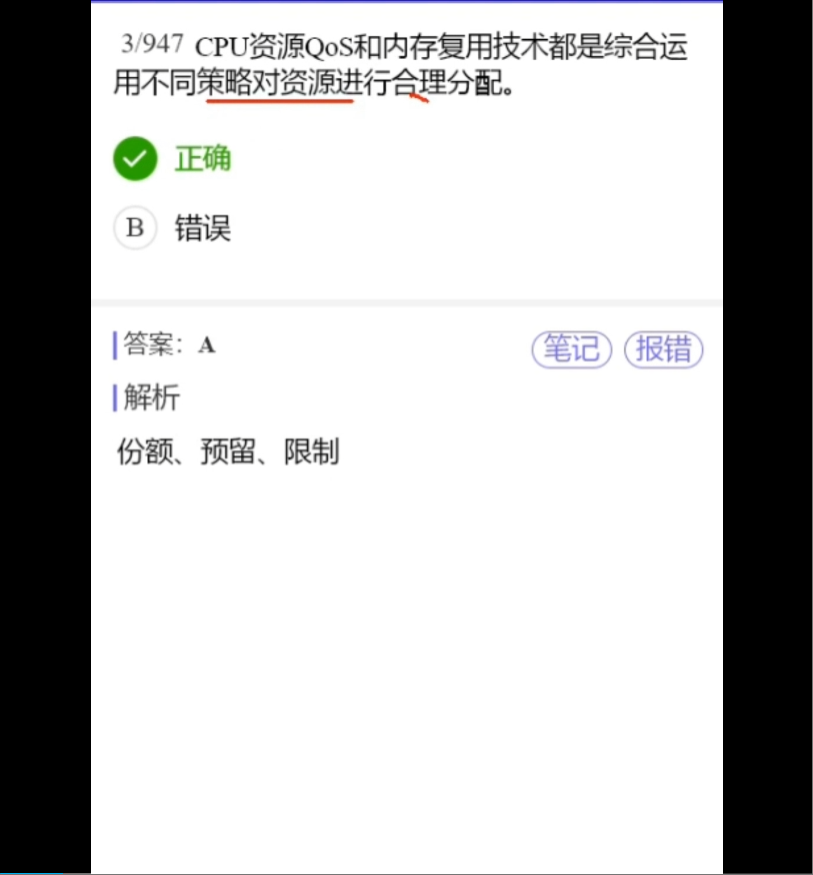 3/947 CPU资源QoS和内存复用技术都是综合运
用不同策略对资源进行合理分配。
正确
B 错误
答案：A
笔记 报错
解析
份额、预留、限制